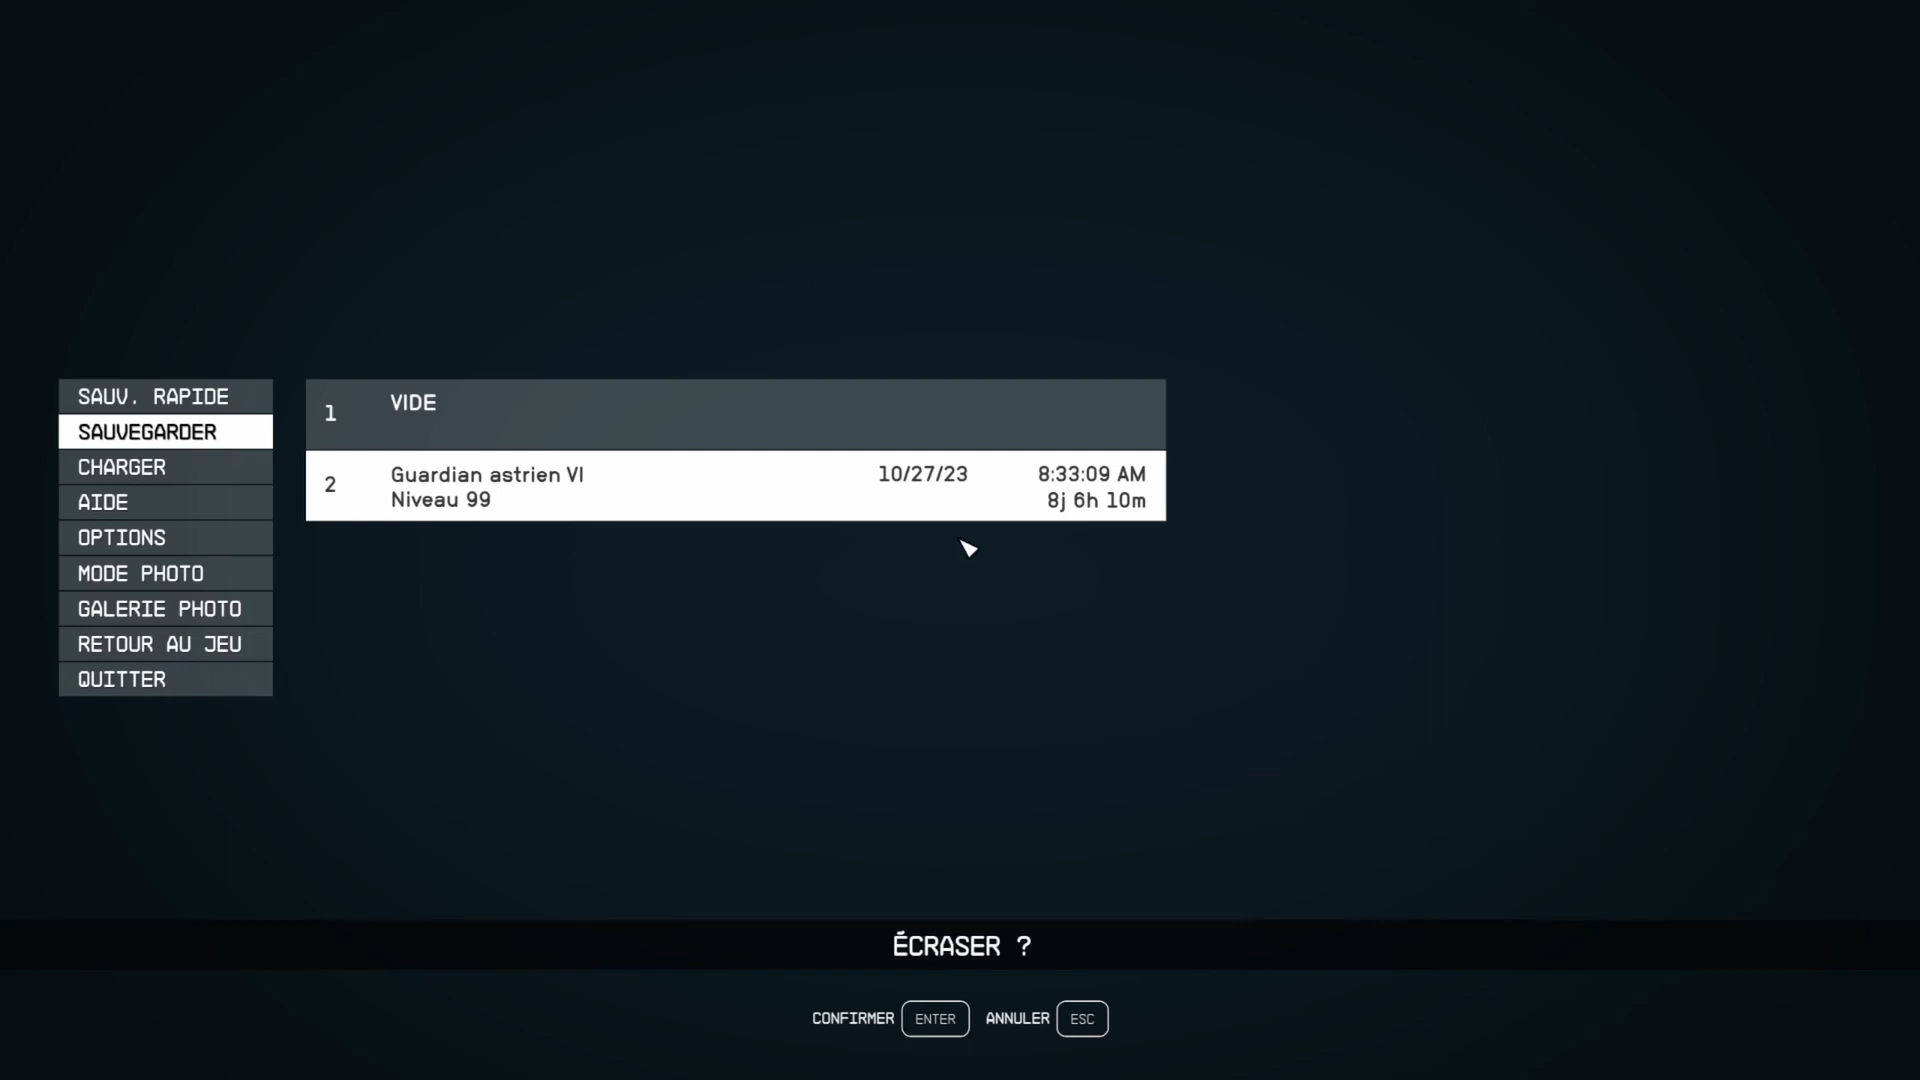 SAUV. RAPIDE
SAUVEGARDER
CHARGER
AIDE
OPTIONS
MODE PHOTO
GALERIE PHOTO
RETOUR AU JEU
QUITTER
1 VIDE
2 Guardian astrien VI 10/27/23 8:33:09 AM
Niveau 99 8j 6h 10m
ÉCRASER ?
CONFIRMER ENTER ANNULER ESC